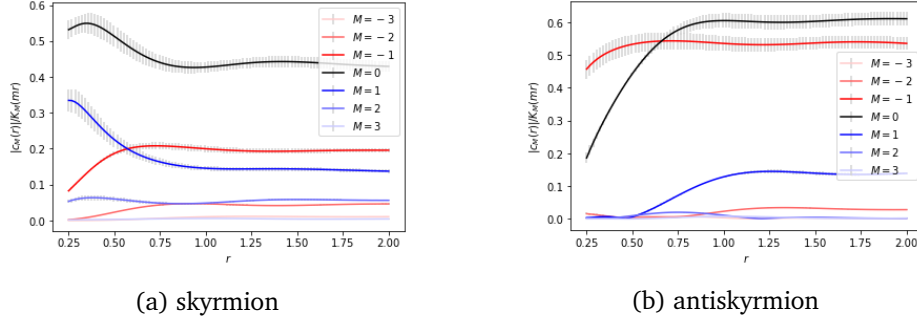 |c_M(r)|/K_M(mr)
0.6
0.5
0.4
0.3
0.2
0.1
0.0
M = −3
M = −2
M = −1
M = 0
M = 1
M = 2
M = 3
0.25 0.50 0.75 1.00 1.25 1.50 1.75 2.00
r
(a) skyrmion
|c_M(r)|/K_M(mr)
0.6
0.5
0.4
0.3
0.2
0.1
0.0
M = −3
M = −2
M = −1
M = 0
M = 1
M = 2
M = 3
0.25 0.50 0.75 1.00 1.25 1.50 1.75 2.00
r
(b) antiskyrmion